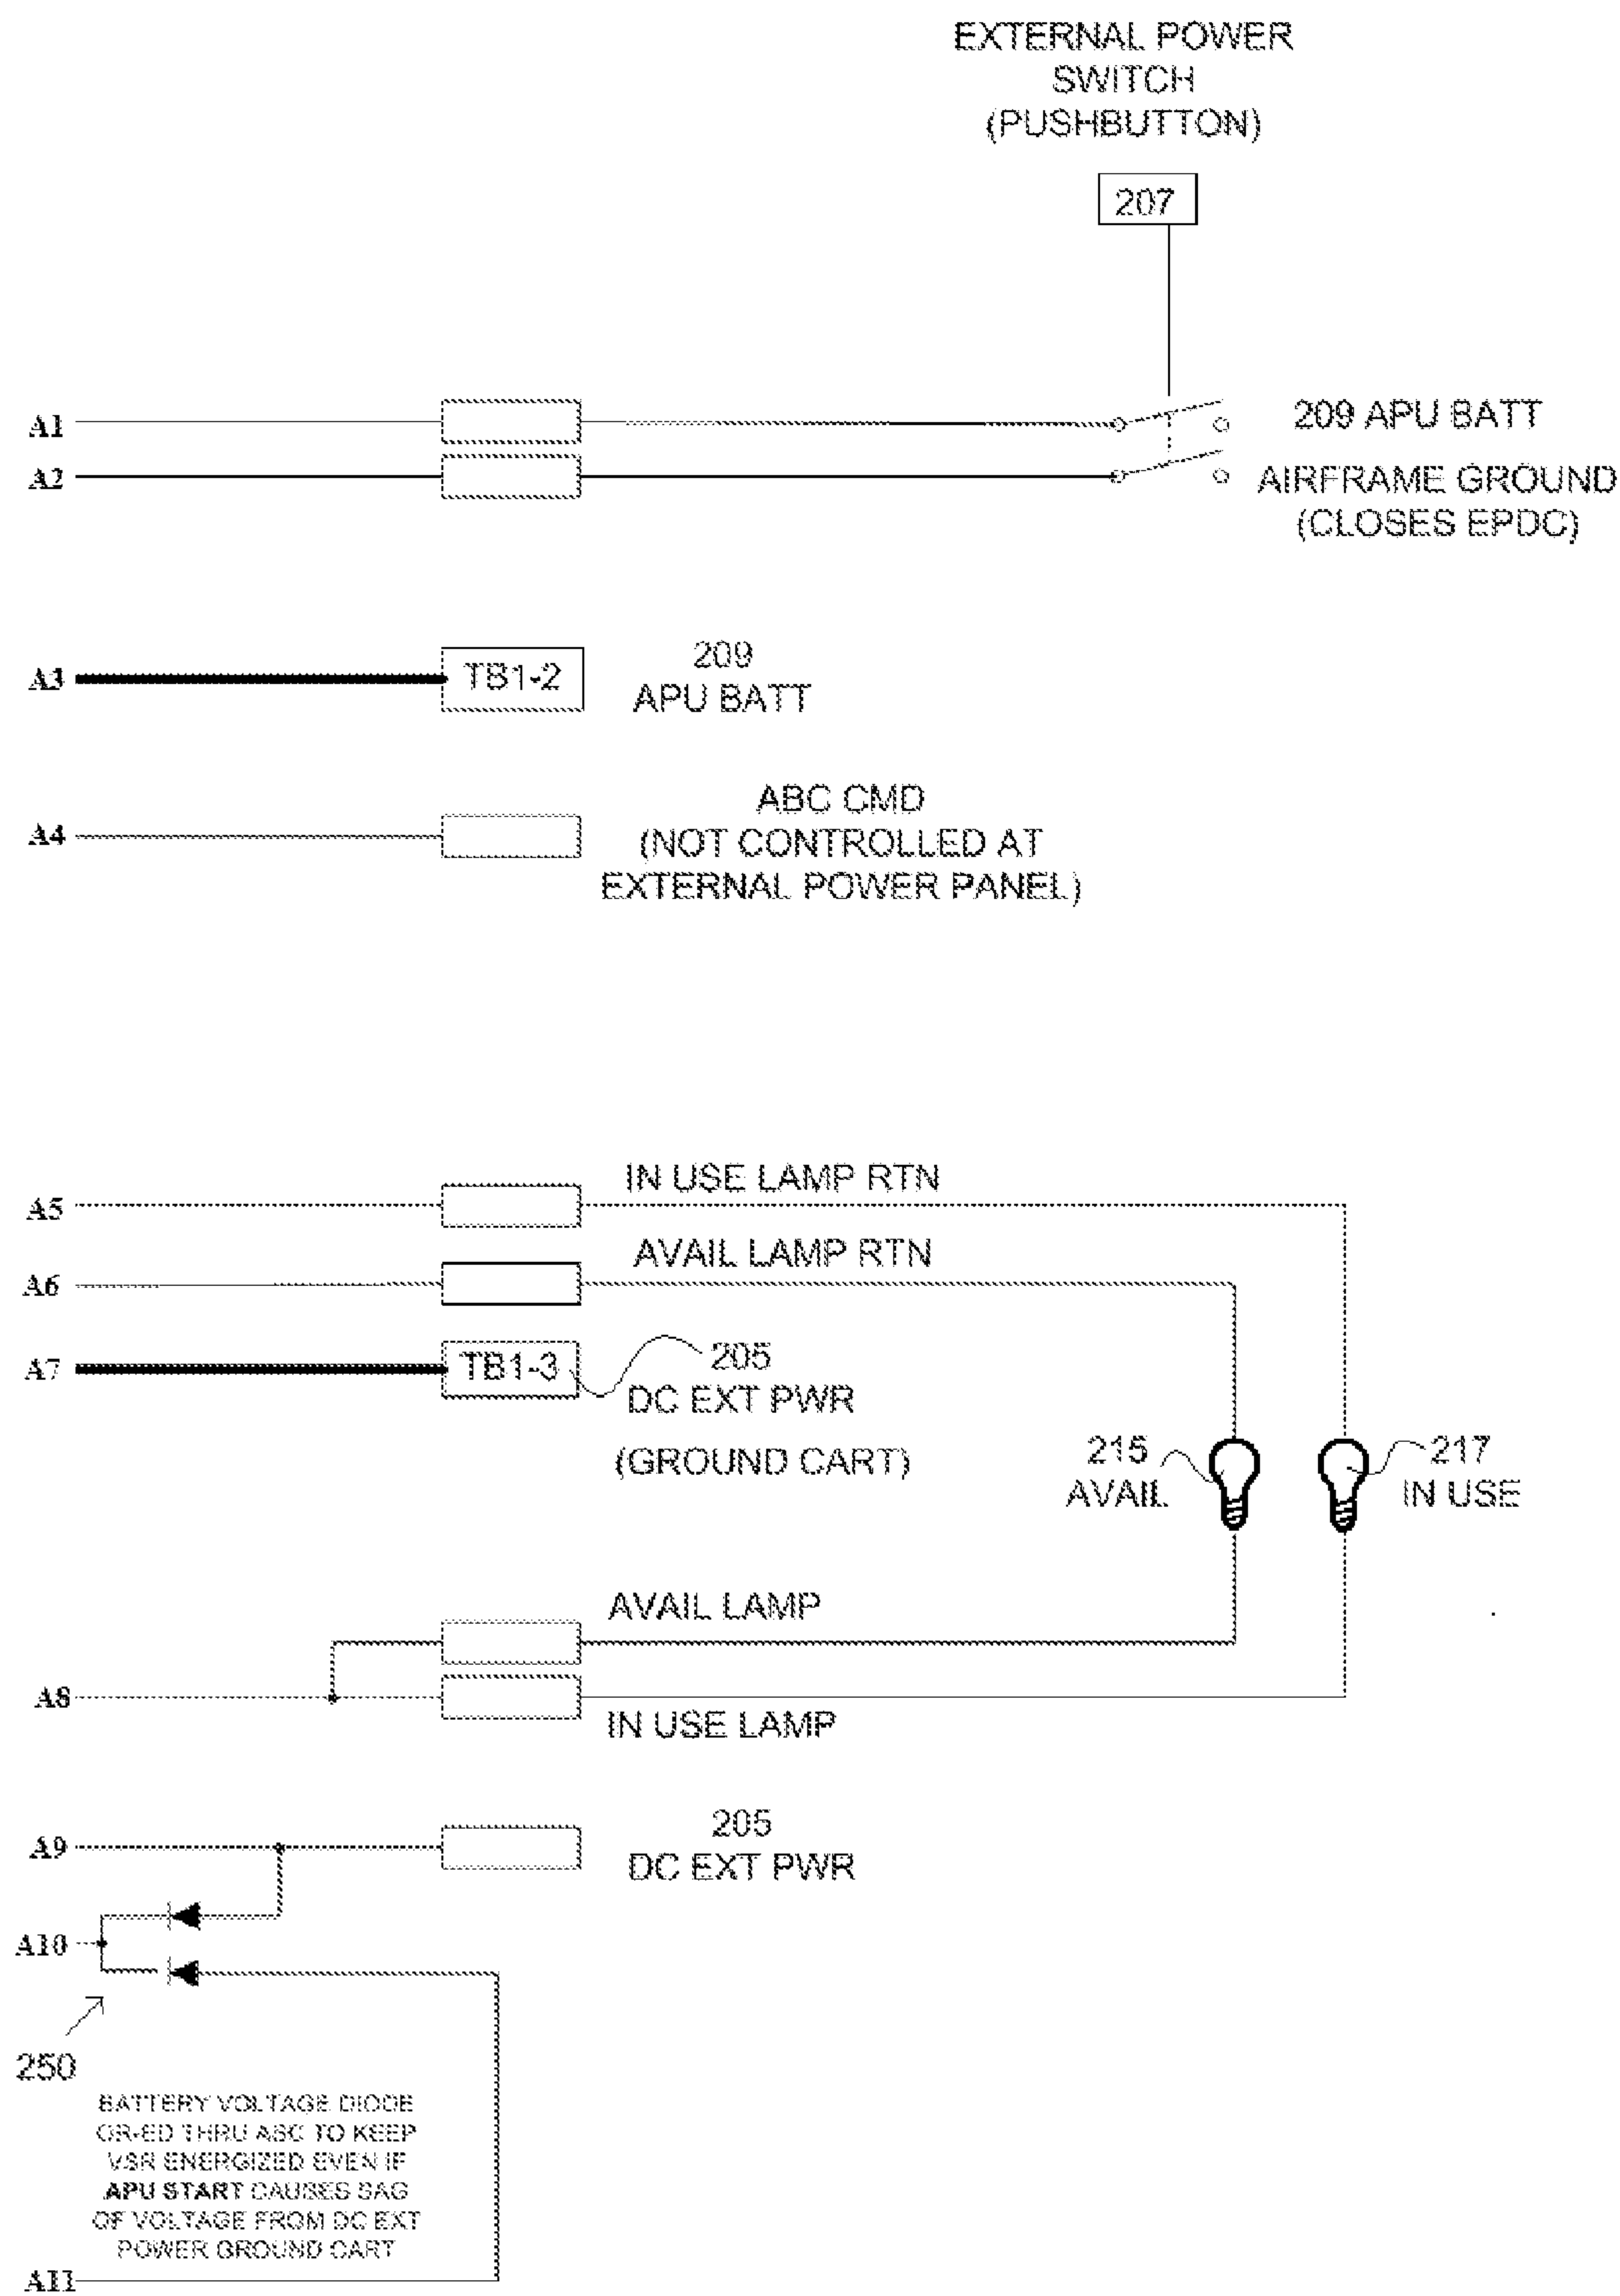 EXTERNAL POWER
SWITCH
(PUSHBUTTON)
207
A1
209 APU BATT
A2
AIRFRAME GROUND
(CLOSES EPDC)
A3
TB1-2
209
APU BATT
A4
ABC CMD
(NOT CONTROLLED AT
EXTERNAL POWER PANEL)
A5
IN USE LAMP RTN
A6
AVAIL LAMP RTN
A7
TB1-3
205
DC EXT PWR
(GROUND CART)
215
AVAIL
217
IN USE
AVAIL LAMP
A8
IN USE LAMP
A9
205
DC EXT PWR
A10
250
BATTERY VOLTAGE DIODE
OR-ED THRU ABC TO KEEP
VSR ENERGIZED EVEN IF
APU START CAUSES SAG
OF VOLTAGE FROM DC EXT
POWER GROUND CART
A11